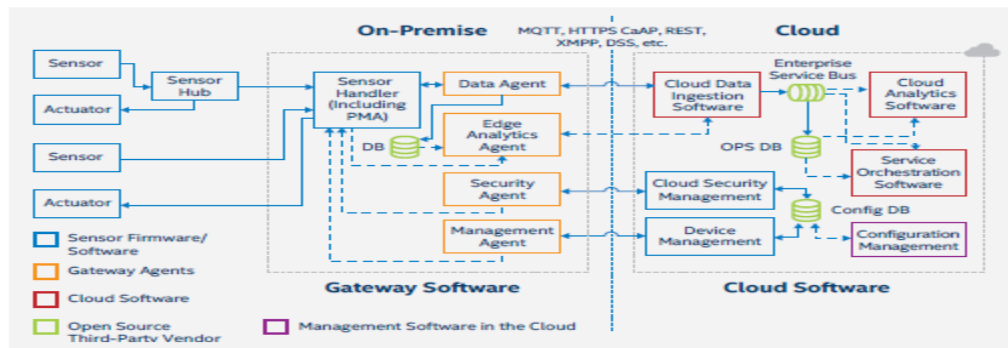 On-Premise
MQTT, HTTPS CaAP, REST,
XMPP, DSS, etc.
Cloud
Sensor
Actuator
Sensor
Hub
Sensor
Actuator
Sensor
Handler
(Including
PMA)
Data Agent
DB
Edge
Analytics
Agent
Security
Agent
Management
Agent
Gateway Software
Cloud Data
Ingestion
Software
Enterprise
Service Bus
Cloud
Analytics
Software
OPS DB
Service
Orchestration
Software
Cloud Security
Management
Config DB
Device
Management
Configuration
Management
Cloud Software
Sensor Firmware/
Software
Gateway Agents
Cloud Software
Open Source
Third-Party Vendor
Management Software in the Cloud